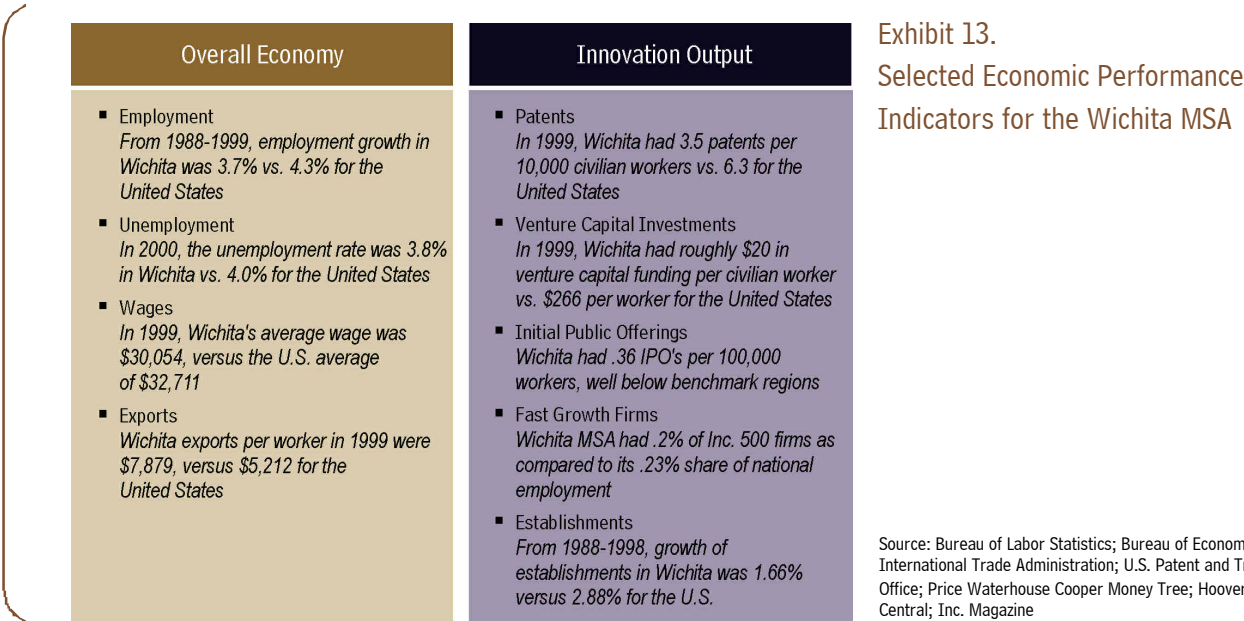 Overall Economy
▪ Employment
From 1988-1999, employment growth in
Wichita was 3.7% vs. 4.3% for the
United States
▪ Unemployment
In 2000, the unemployment rate was 3.8%
in Wichita vs. 4.0% for the United States
▪ Wages
In 1999, Wichita's average wage was
$30,054, versus the U.S. average
of $32,711
▪ Exports
Wichita exports per worker in 1999 were
$7,879, versus $5,212 for the
United States
Innovation Output
▪ Patents
In 1999, Wichita had 3.5 patents per
10,000 civilian workers vs. 6.3 for the
United States
▪ Venture Capital Investments
In 1999, Wichita had roughly $20 in
venture capital funding per civilian worker
vs. $266 per worker for the United States
▪ Initial Public Offerings
Wichita had .36 IPO's per 100,000
workers, well below benchmark regions
▪ Fast Growth Firms
Wichita MSA had .2% of Inc. 500 firms as
compared to its .23% share of national
employment
▪ Establishments
From 1988-1998, growth of
establishments in Wichita was 1.66%
versus 2.88% for the U.S.
Exhibit 13.
Selected Economic Performance
Indicators for the Wichita MSA
Source: Bureau of Labor Statistics; Bureau of Econom
International Trade Administration; U.S. Patent and T
Office; Price Waterhouse Cooper Money Tree; Hoover
Central; Inc. Magazine